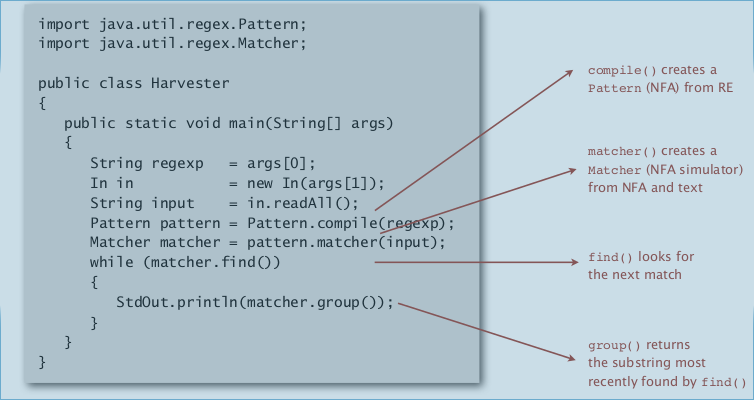 import java.util.regex.Pattern;
import java.util.regex.Matcher;
public class Harvester
{
public static void main(String[] args)
{
String regexp = args[0];
In in = new In(args[1]);
String input = in.readAll();
Pattern pattern = Pattern.compile(regexp);
Matcher matcher = pattern.matcher(input);
while (matcher.find())
{
StdOut.println(matcher.group());
}
}
}
compile() creates a
Pattern (NFA) from RE
matcher() creates a
Matcher (NFA simulator)
from NFA and text
find() looks for
the next match
group() returns
the substring most
recently found by find()